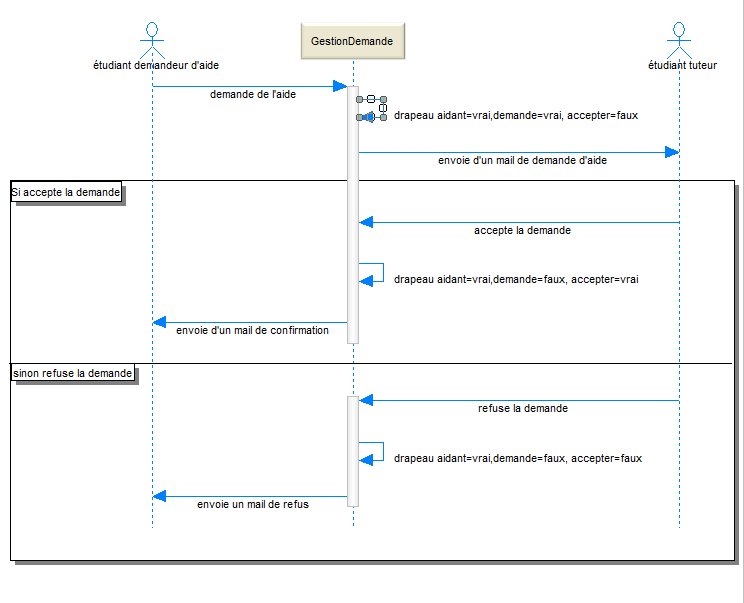 GestionDemande
étudiant demandeur d'aide
étudiant tuteur
demande de l'aide
drapeau aidant=vrai,demande=vrai, accepter=faux
envoie d'un mail de demande d'aide
Si accepte la demande
accepte la demande
drapeau aidant=vrai,demande=faux, accepter=vrai
envoie d'un mail de confirmation
sinon refuse la demande
refuse la demande
drapeau aidant=vrai,demande=faux, accepter=faux
envoie un mail de refus